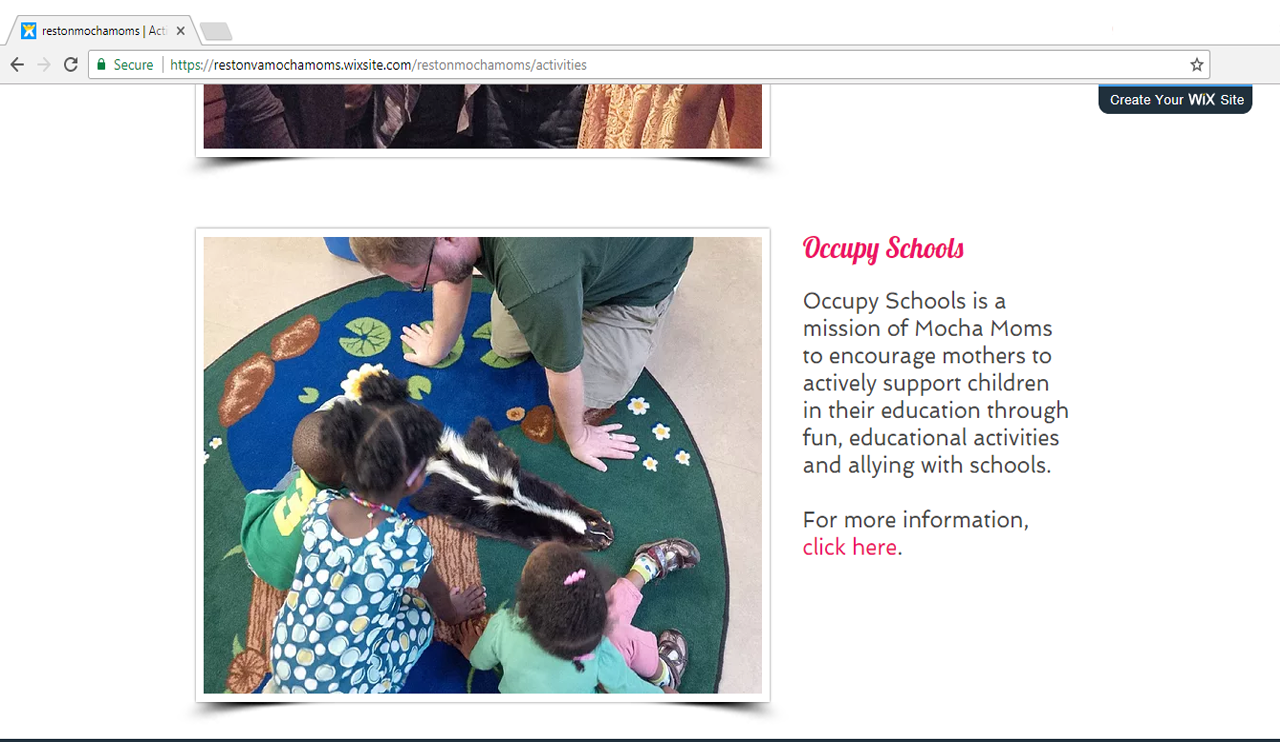 restonmochamoms | Acti
Secure
https://restonvamochamoms.wixsite.com/restonmochamoms/activities
Create Your WiX Site
Occupy Schools
Occupy Schools is a
mission of Mocha Moms
to encourage mothers to
actively support children
in their education through
fun, educational activities
and allying with schools.
For more information,
click here.